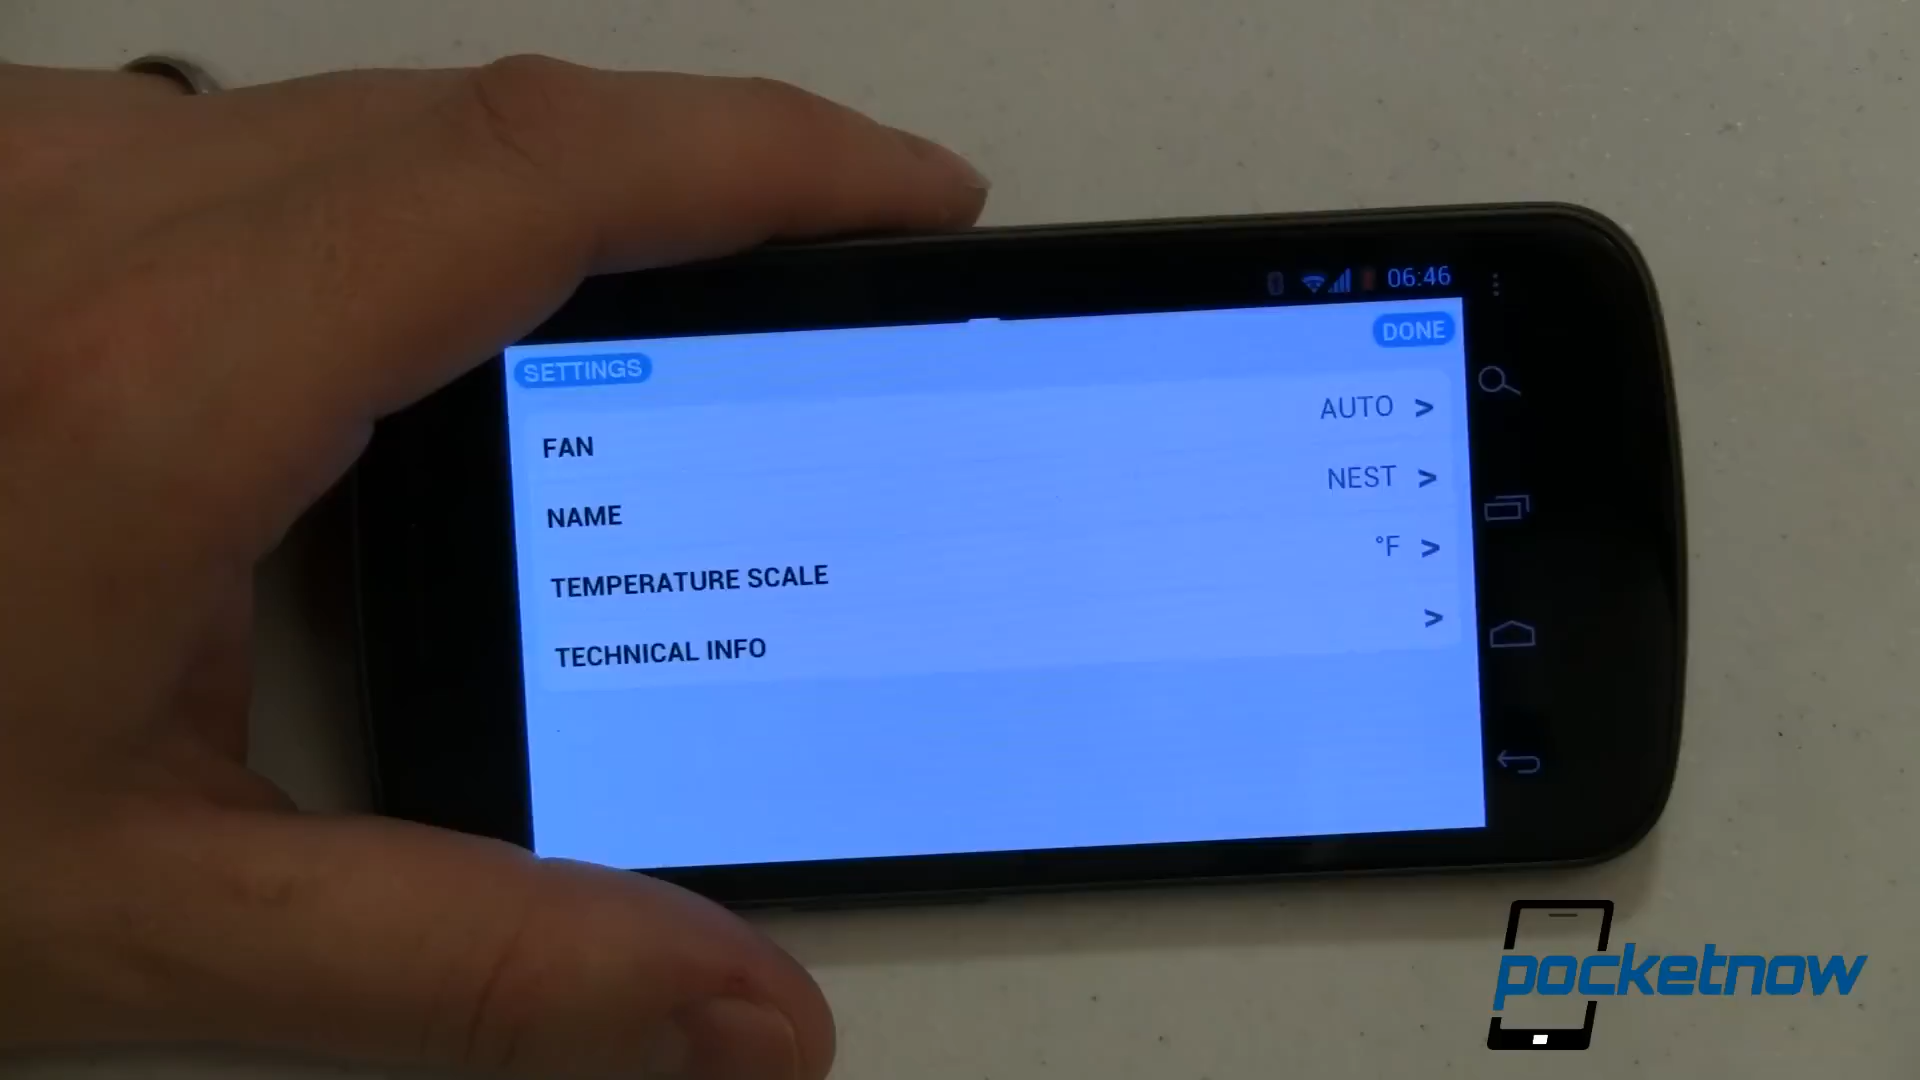 06:46
SETTINGS DONE
FAN AUTO >
NAME NEST >
TEMPERATURE SCALE °F >
TECHNICAL INFO >
pocketnow